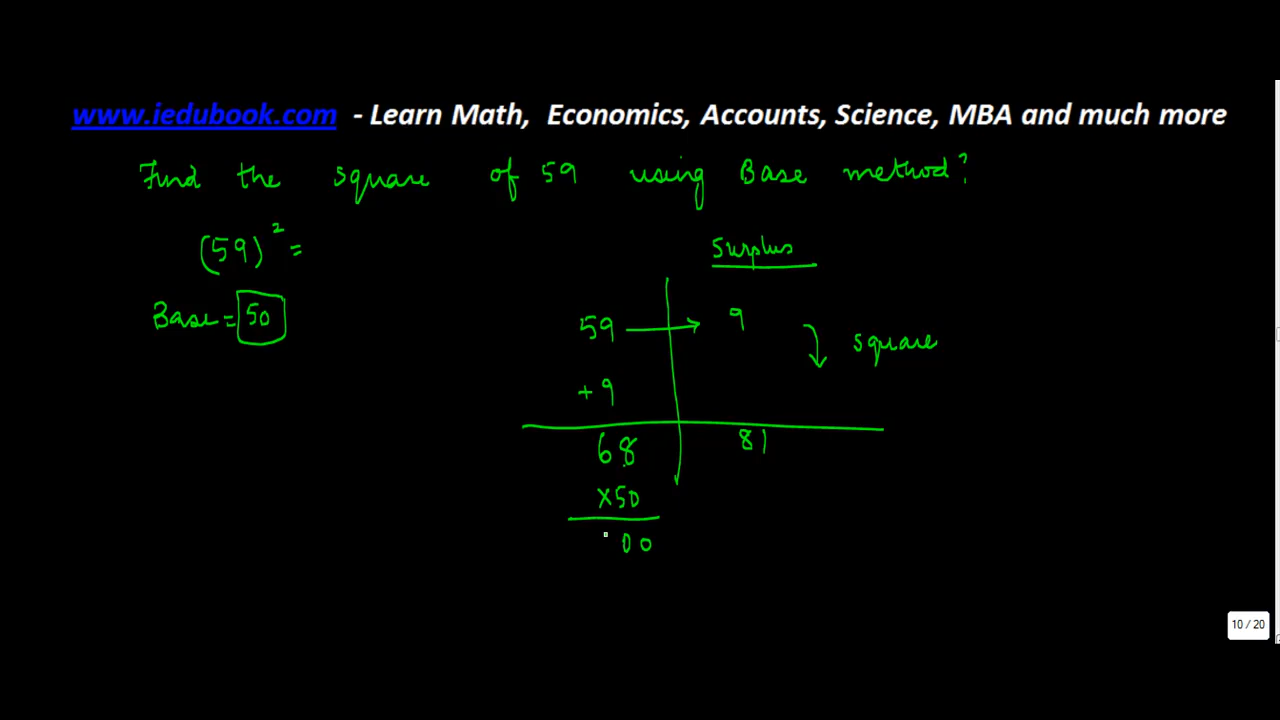 www.iedubook.com - Learn Math, Economics, Accounts, Science, MBA and much more
Find the square of 59 using Base method?
(59)² =
Surplus
Base = 50
59 → 9
square
+9
68 81
x50
00
10 / 20